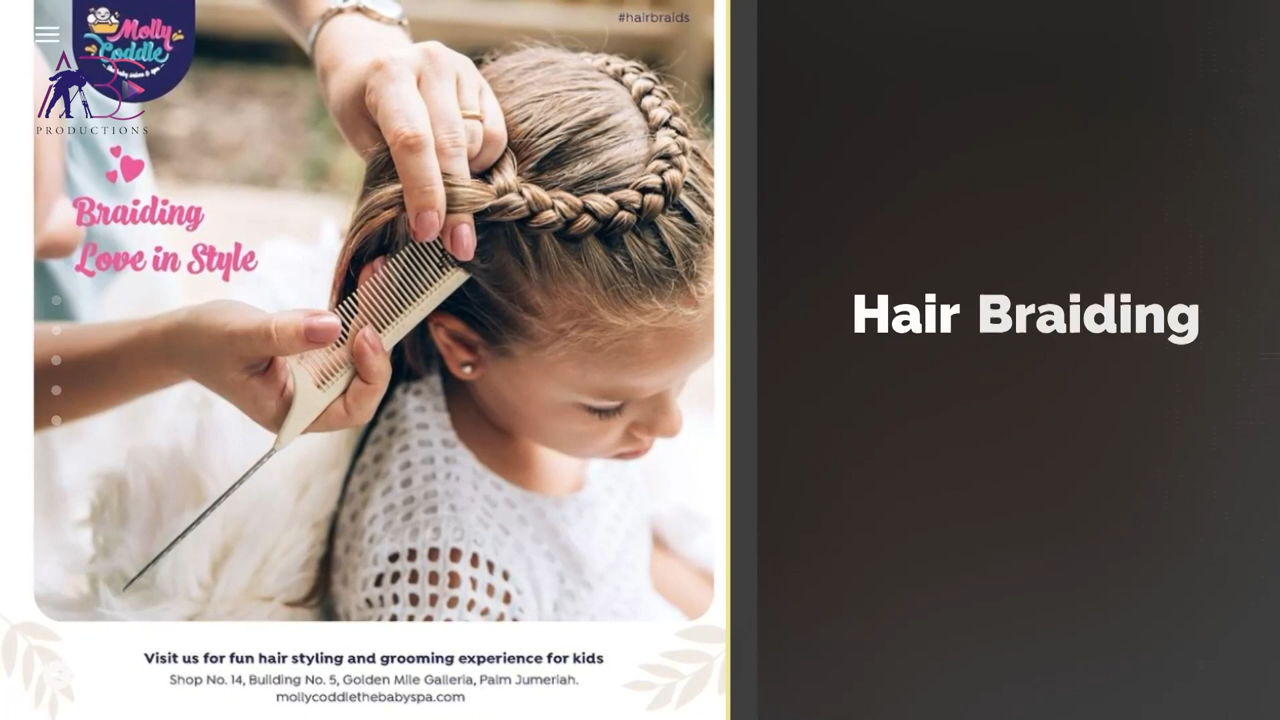 #hairbraids
Molly
Coddle
ABC
PRODUCTIONS
Braiding
Love in Style
Hair Braiding
Visit us for fun hair styling and grooming experience for kids
Shop No. 14, Building No. 5, Golden Mile Galleria, Palm Jumeriah.
mollycoddlethebabyspa.com